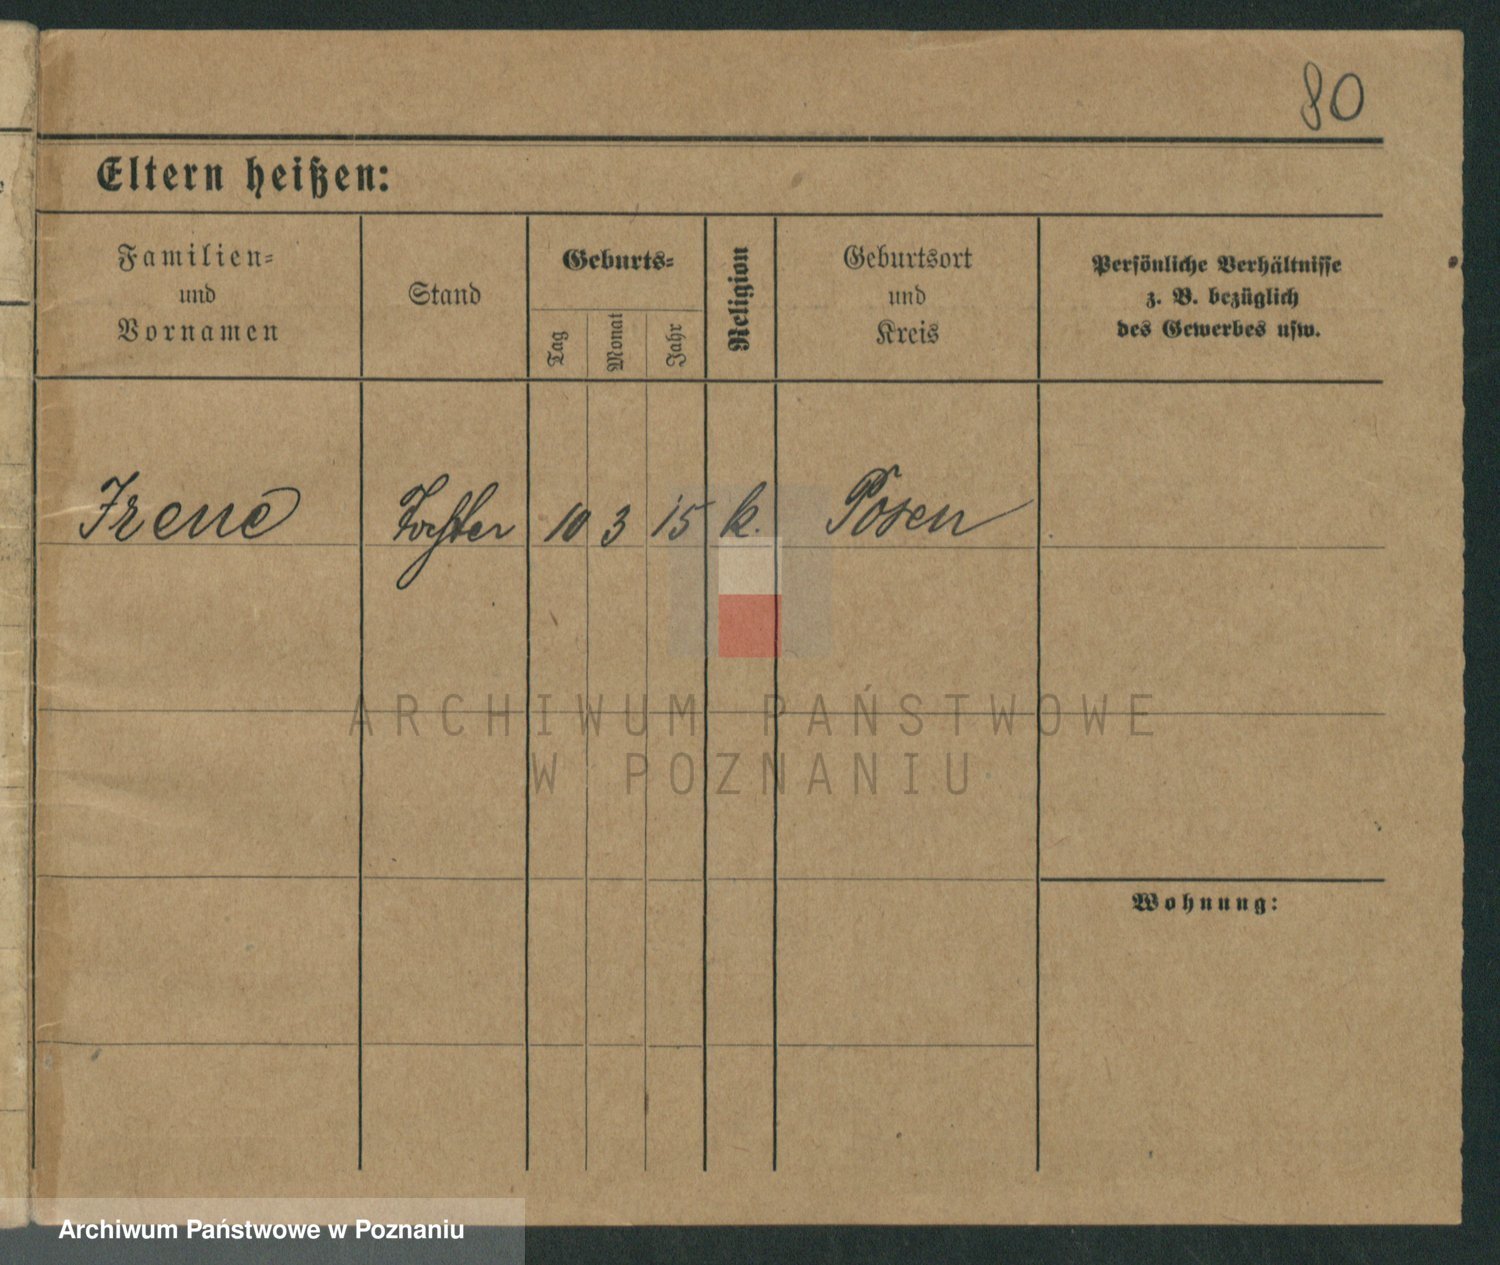 80
Eltern heißen:
Familien-
und
Vornamen
Stand
Geburts-
Tag
Monat
Jahr
Religion
Geburtsort
und
Kreis
Persönliche Verhältnisse
z. B. bezüglich
des Gewerbes usw.
Irene Tochter 10 3 15 k. Posen
ARCHIWUM PAŃSTWOWE
W POZNANIU
Wohnung:
Archiwum Państwowe w Poznaniu